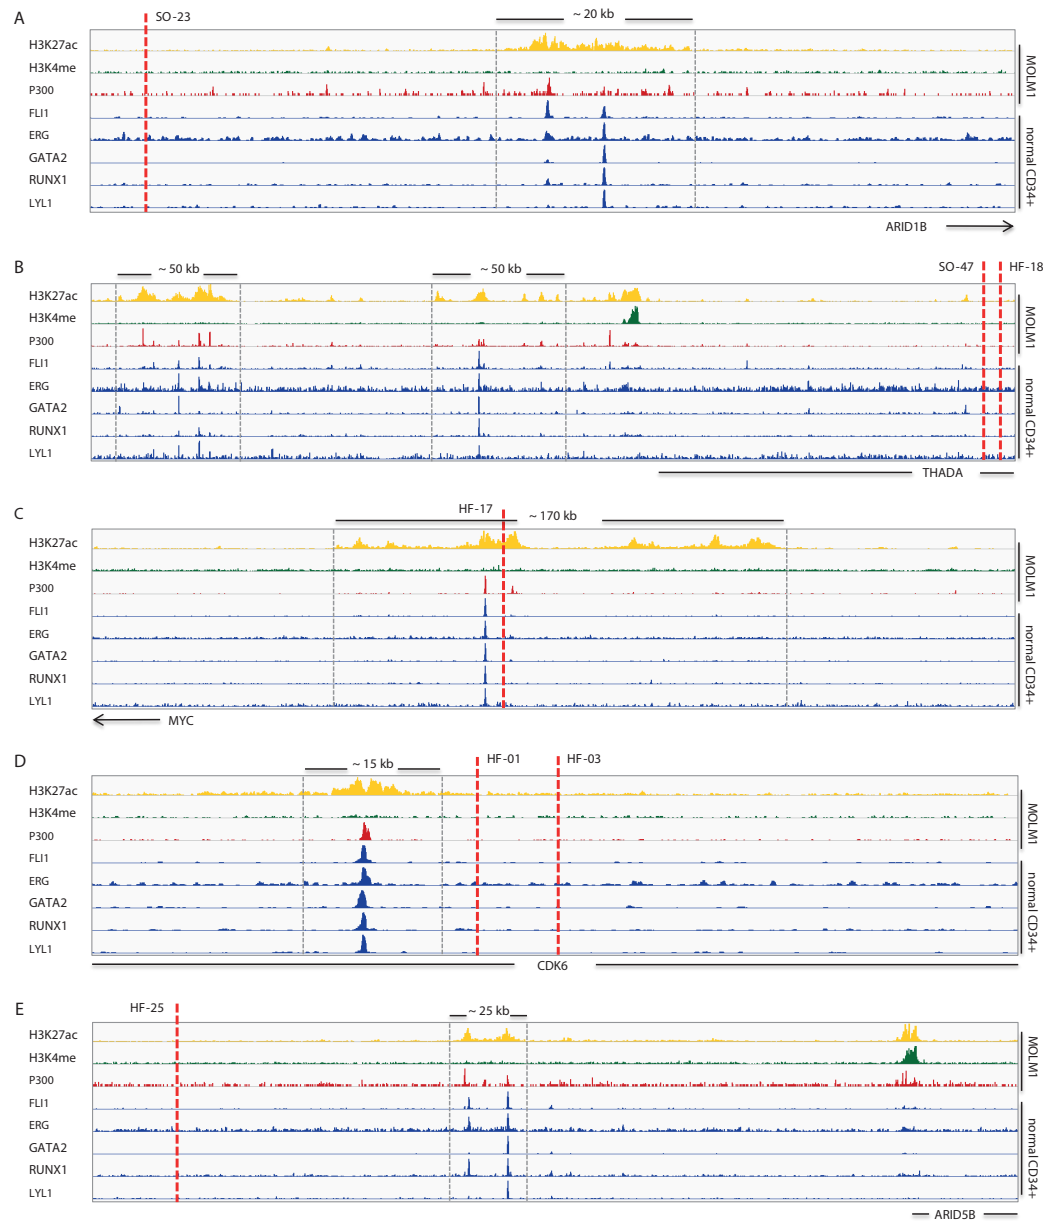 A
SO-23
~ 20 kb
H3K27ac
H3K4me
P300
FLI1
ERG
GATA2
RUNX1
LYL1
MOLM1
normal CD34+
ARID1B
B
~ 50 kb
~ 50 kb
SO-47
HF-18
H3K27ac
H3K4me
P300
FLI1
ERG
GATA2
RUNX1
LYL1
MOLM1
normal CD34+
THADA
C
HF-17
~ 170 kb
H3K27ac
H3K4me
P300
FLI1
ERG
GATA2
RUNX1
LYL1
MOLM1
normal CD34+
MYC
D
~ 15 kb
HF-01
HF-03
H3K27ac
H3K4me
P300
FLI1
ERG
GATA2
RUNX1
LYL1
MOLM1
normal CD34+
CDK6
E
HF-25
~ 25 kb
H3K27ac
H3K4me
P300
FLI1
ERG
GATA2
RUNX1
LYL1
MOLM1
normal CD34+
ARID5B